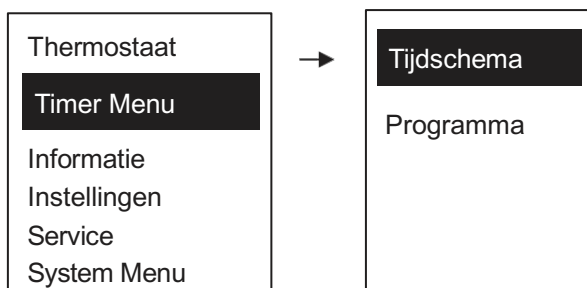 Thermostaat
Timer Menu
Informatie
Instellingen
Service
System Menu
Tijdschema
Programma